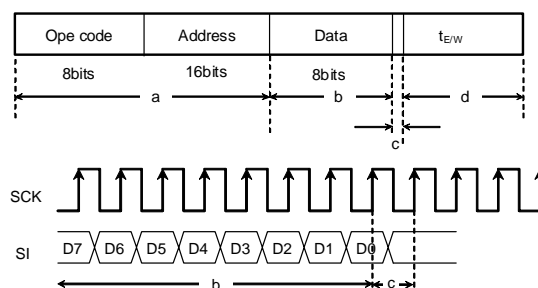 Ope code Address Data tE/W
8bits 16bits 8bits
a b d
c
SCK
SI D7 D6 D5 D4 D3 D2 D1 D0
b c